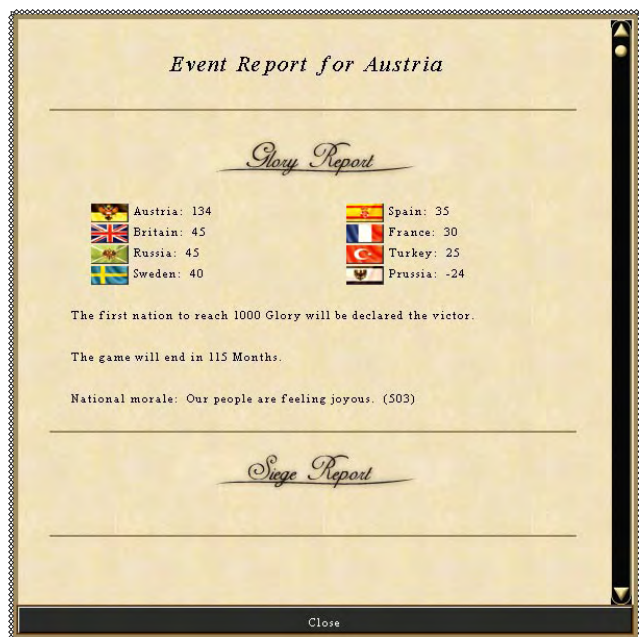 Event Report for Austria
Glory Report
Austria: 134
Britain: 45
Russia: 45
Sweden: 40
Spain: 35
France: 30
Turkey: 25
Prussia: -24
The first nation to reach 1000 Glory will be declared the victor.
The game will end in 115 Months.
National morale: Our people are feeling joyous. (503)
Siege Report
Close